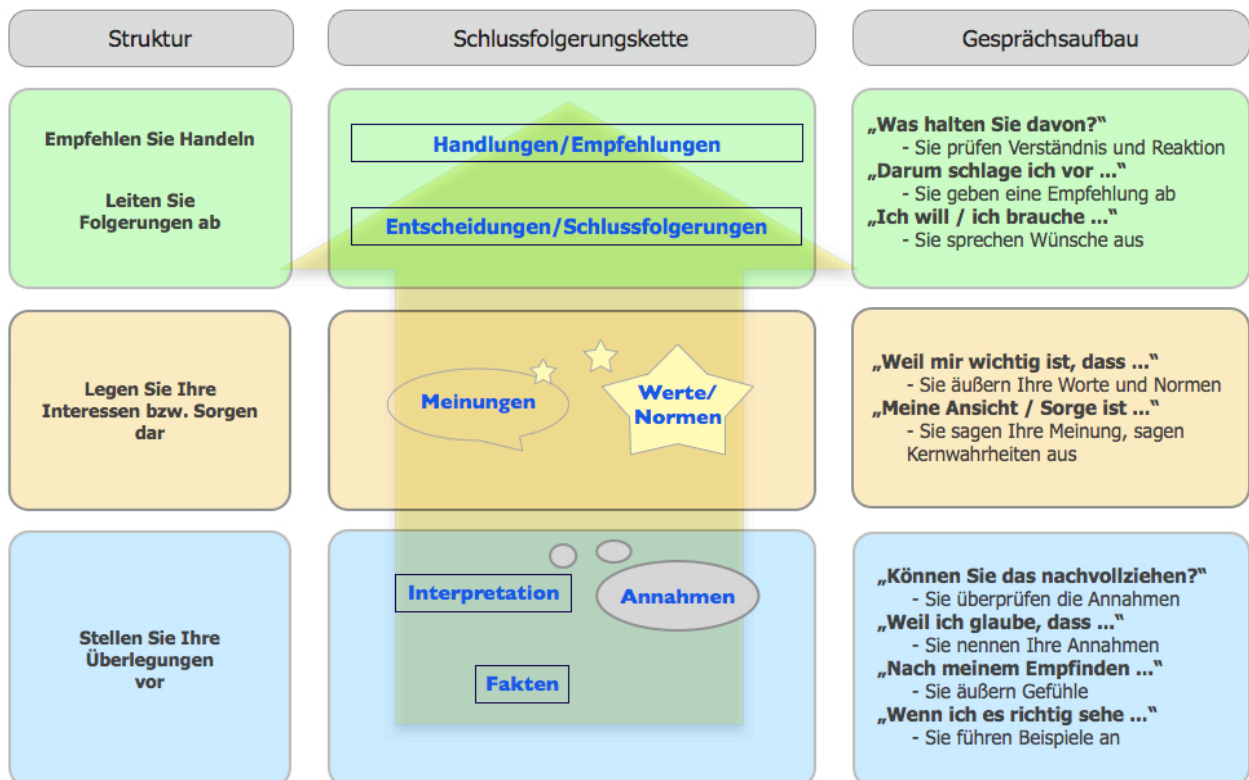 Struktur
Schlussfolgerungskette
Gesprächsaufbau
Empfehlen Sie Handeln
Leiten Sie
Folgerungen ab
Handlungen/Empfehlungen
Entscheidungen/Schlussfolgerungen
„Was halten Sie davon?“
- Sie prüfen Verständnis und Reaktion
„Darum schlage ich vor ...“
- Sie geben eine Empfehlung ab
„Ich will / ich brauche ...“
- Sie sprechen Wünsche aus
Legen Sie Ihre
Interessen bzw. Sorgen
dar
Meinungen
Werte/
Normen
„Weil mir wichtig ist, dass ...“
- Sie äußern Ihre Worte und Normen
„Meine Ansicht / Sorge ist ...“
- Sie sagen Ihre Meinung, sagen
Kernwahrheiten aus
Stellen Sie Ihre
Überlegungen
vor
Interpretation
Annahmen
Fakten
„Können Sie das nachvollziehen?“
- Sie überprüfen die Annahmen
„Weil ich glaube, dass ...“
- Sie nennen Ihre Annahmen
„Nach meinem Empfinden ...“
- Sie äußern Gefühle
„Wenn ich es richtig sehe ...“
- Sie führen Beispiele an